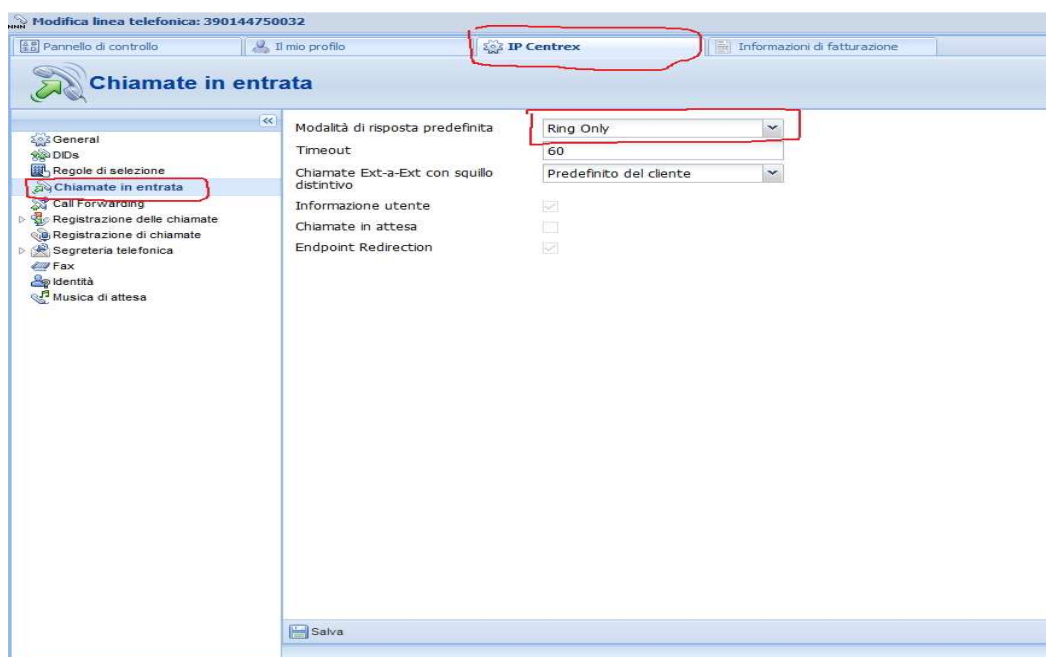 Modifica linea telefonica: 390144750032
Pannello di controllo
Il mio profilo
IP Centrex
Informazioni di fatturazione
Chiamate in entrata
General
DIDs
Regole di selezione
Chiamate in entrata
Call Forwarding
Registrazione delle chiamate
Registrazione di chiamate
Segreteria telefonica
Fax
Identità
Musica di attesa
Modalità di risposta predefinita
Ring Only
Timeout
60
Chiamate Ext-a-Ext con squillo
distintivo
Predefinito del cliente
Informazione utente
Chiamate in attesa
Endpoint Redirection
Salva